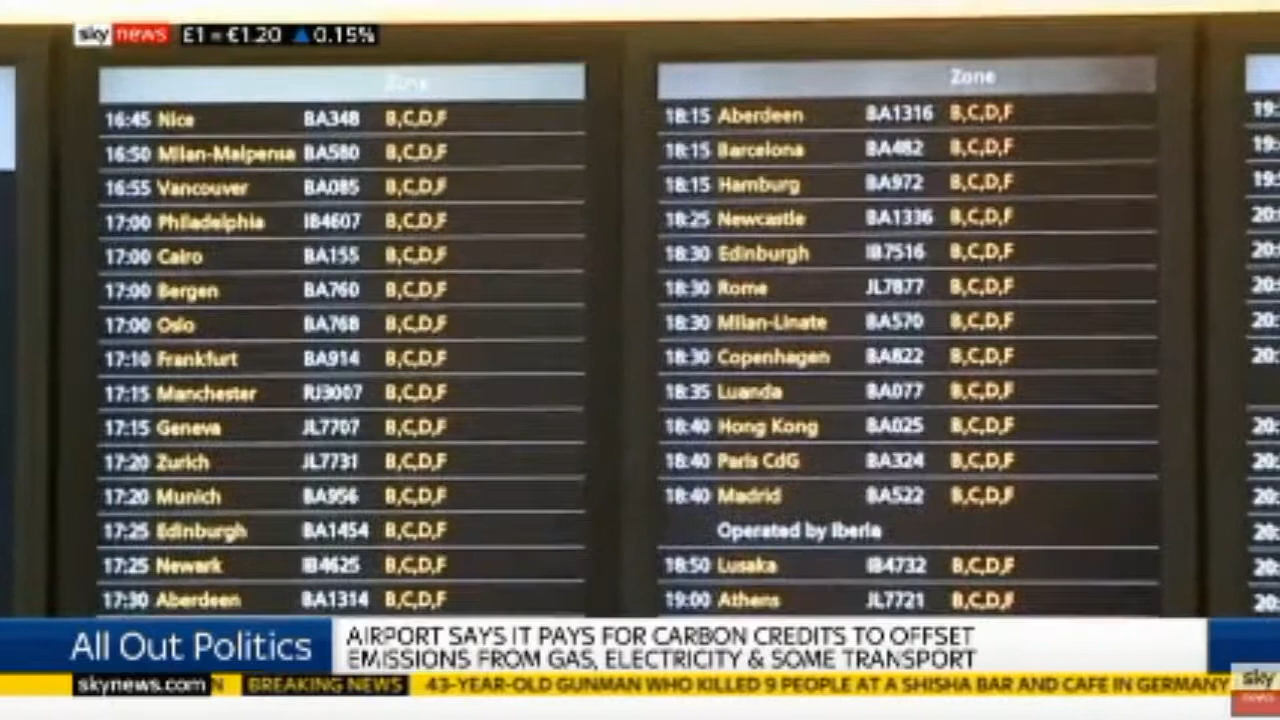 sky news £1 = €1.20 ▲ 0.15%
Zone
16:45 Nice BA348 B,C,D,F
16:50 Milan-Malpensa BA580 B,C,D,F
16:55 Vancouver BA085 B,C,D,F
17:00 Philadelphia IB4607 B,C,D,F
17:00 Cairo BA155 B,C,D,F
17:00 Bergen BA760 B,C,D,F
17:00 Oslo BA768 B,C,D,F
17:10 Frankfurt BA914 B,C,D,F
17:15 Manchester RJ3007 B,C,D,F
17:15 Geneva JL7707 B,C,D,F
17:20 Zurich JL7731 B,C,D,F
17:20 Munich BA956 B,C,D,F
17:25 Edinburgh BA1454 B,C,D,F
17:25 Newark IB4625 B,C,D,F
17:30 Aberdeen BA1314 B,C,D,F
Zone
18:15 Aberdeen BA1316 B,C,D,F
18:15 Barcelona BA482 B,C,D,F
18:15 Hamburg BA972 B,C,D,F
18:25 Newcastle BA1336 B,C,D,F
18:30 Edinburgh IB7516 B,C,D,F
18:30 Rome JL7877 B,C,D,F
18:30 Milan-Linate BA570 B,C,D,F
18:30 Copenhagen BA822 B,C,D,F
18:35 Luanda BA077 B,C,D,F
18:40 Hong Kong BA025 B,C,D,F
18:40 Paris CdG BA324 B,C,D,F
18:40 Madrid BA522 B,C,D,F
Operated by Iberia
18:50 Lusaka IB4732 B,C,D,F
19:00 Athens JL7721 B,C,D,F
All Out Politics
AIRPORT SAYS IT PAYS FOR CARBON CREDITS TO OFFSET
EMISSIONS FROM GAS, ELECTRICITY & SOME TRANSPORT
skynews.com BREAKING NEWS 43-YEAR-OLD GUNMAN WHO KILLED 9 PEOPLE AT A SHISHA BAR AND CAFE IN GERMANY
sky news